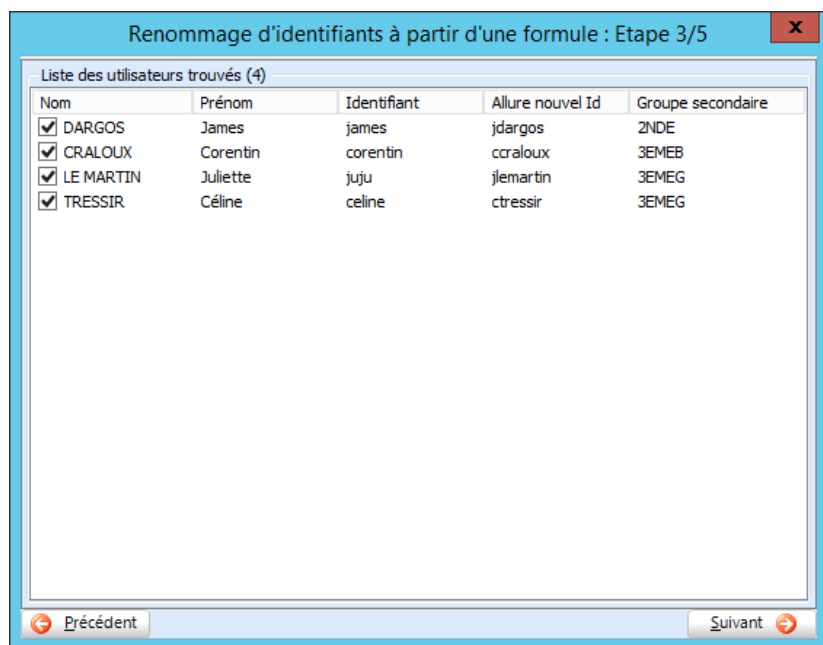 Renommage d'identifiants à partir d'une formule : Etape 3/5
x
Liste des utilisateurs trouvés (4)
Nom Prénom Identifiant Allure nouvel Id Groupe secondaire
DARGOS James james jdargos 2NDE
CRALOUX Corentin corentin ccraloux 3EMEB
LE MARTIN Juliette juju jlemartin 3EMEG
TRESSIR Céline celine ctressir 3EMEG
Précédent Suivant